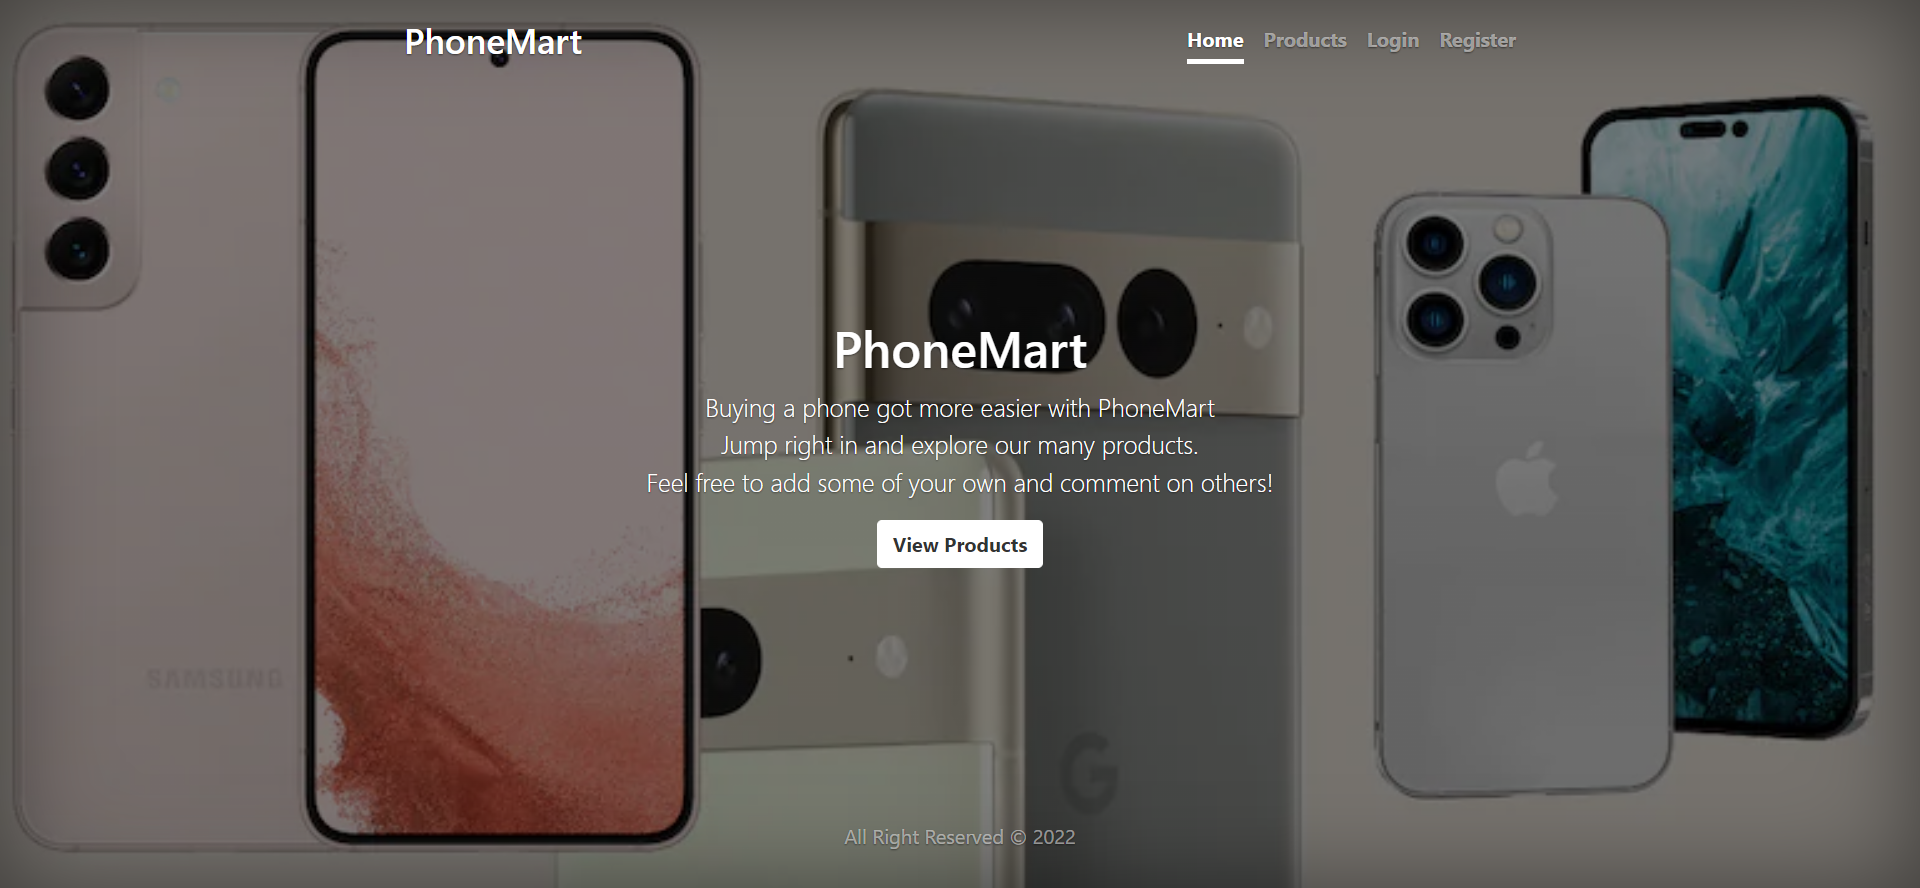 PhoneMart
Home Products Login Register
PhoneMart
Buying a phone got more easier with PhoneMart
Jump right in and explore our many products.
Feel free to add some of your own and comment on others!
View Products
SAMSUNG
G
All Right Reserved © 2022